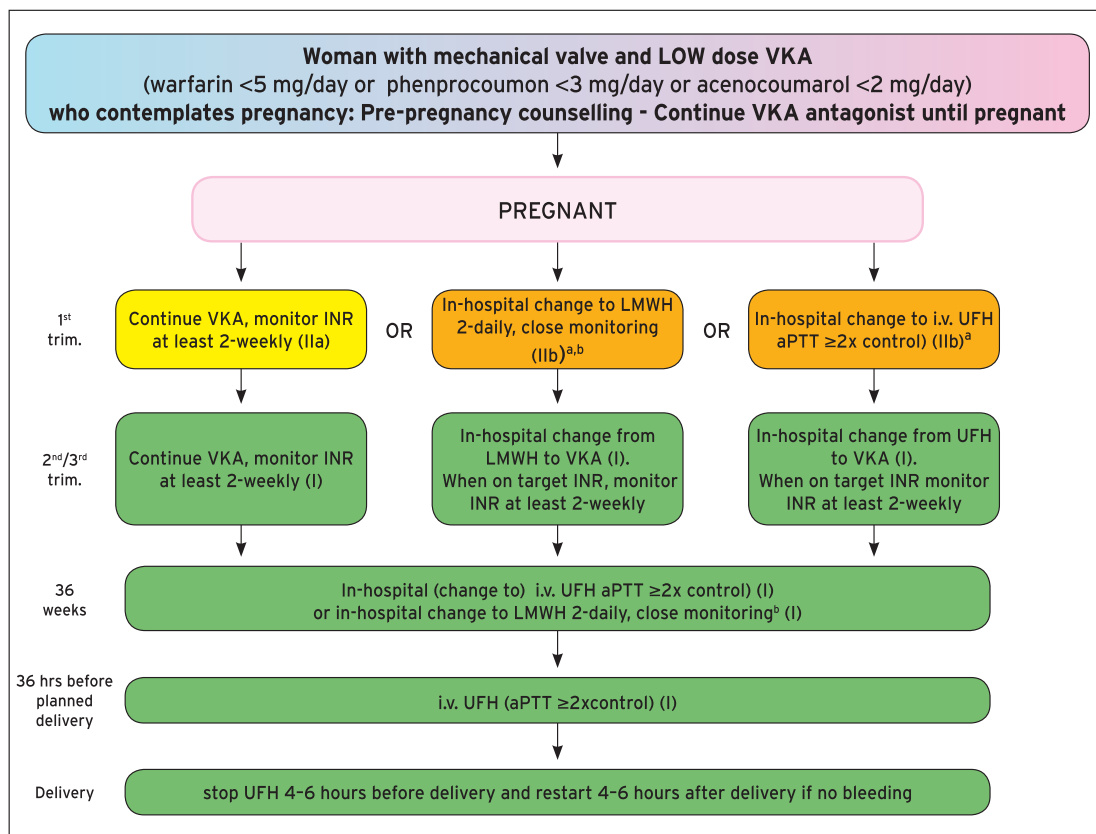 Woman with mechanical valve and LOW dose VKA
(warfarin <5 mg/day or phenprocoumon <3 mg/day or acenocoumarol <2 mg/day)
who contemplates pregnancy: Pre-pregnancy counselling - Continue VKA antagonist until pregnant
PREGNANT
1st
trim.
Continue VKA, monitor INR
at least 2-weekly (IIa)
OR
In-hospital change to LMWH
2-daily, close monitoring
(IIb)a,b
OR
In-hospital change to i.v. UFH
aPTT ≥2x control) (IIb)a
2nd/3rd
trim.
Continue VKA, monitor INR
at least 2-weekly (I)
In-hospital change from
LMWH to VKA (I).
When on target INR, monitor
INR at least 2-weekly
In-hospital change from UFH
to VKA (I).
When on target INR monitor
INR at least 2-weekly
36
weeks
In-hospital (change to) i.v. UFH aPTT ≥2x control) (I)
or in-hospital change to LMWH 2-daily, close monitoringb (I)
36 hrs before
planned
delivery
i.v. UFH (aPTT ≥2xcontrol) (I)
Delivery
stop UFH 4–6 hours before delivery and restart 4–6 hours after delivery if no bleeding